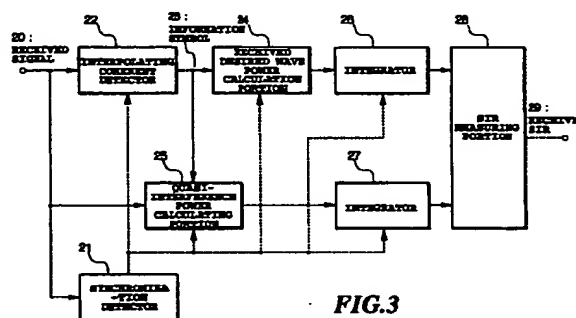 20 :
RECEIVED
SIGNAL
22
INTERPOLATING
COHERENT
DETECTOR
23 :
INFORMATION
SYMBOL
24
RECEIVED
DESIRED WAVE
POWER
CALCULATION
PORTION
26
INTEGRATOR
28
SIR
MEASURING
PORTION
29 :
RECEIVE
SIR
25
QUASI-
INTERFERENCE
POWER
CALCULATING
PORTION
27
INTEGRATOR
21
SYNCHRONIZA
-TION
DETECTOR
FIG.3